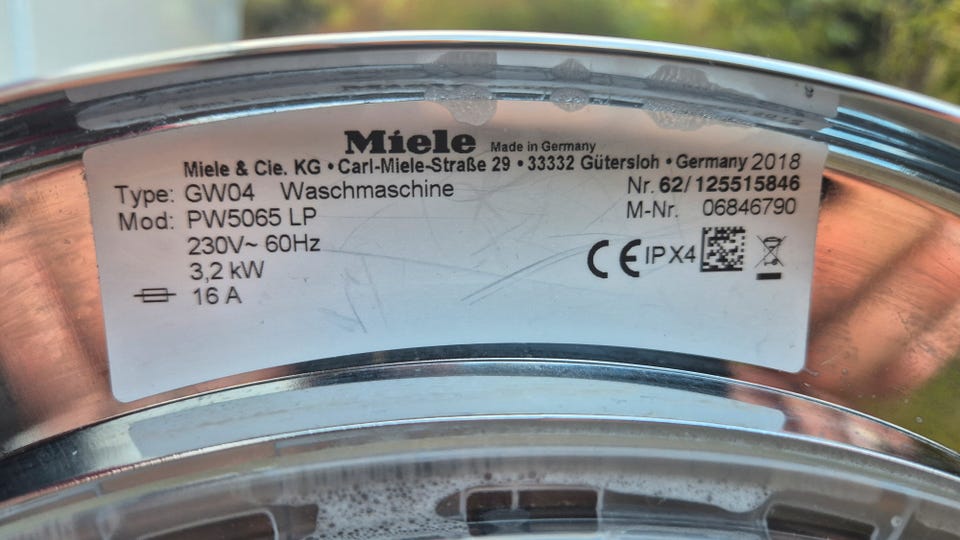 Miele Made in Germany
Miele & Cie. KG • Carl-Miele-Straße 29 • 33332 Gütersloh • Germany 2018
Type: GW04 Waschmaschine Nr. 62/125515846
Mod: PW5065 LP M-Nr. 06846790
230V~ 60Hz
3,2 kW CE IPX4
16 A